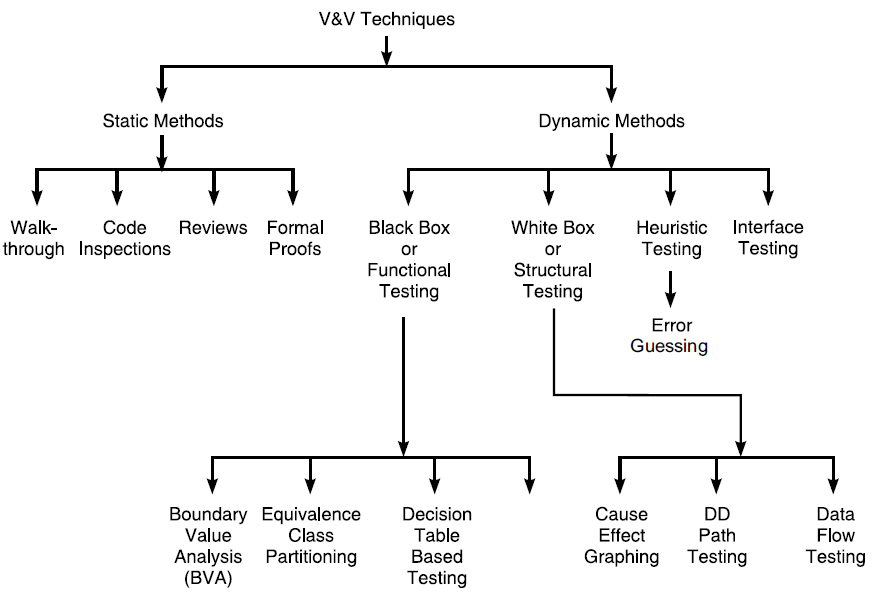 V&V Techniques
Static Methods
Dynamic Methods
Walk-
through
Code
Inspections
Reviews
Formal
Proofs
Black Box
or
Functional
Testing
White Box
or
Structural
Testing
Heuristic
Testing
Interface
Testing
Error
Guessing
Boundary
Value
Analysis
(BVA)
Equivalence
Class
Partitioning
Decision
Table
Based
Testing
Cause
Effect
Graphing
DD
Path
Testing
Data
Flow
Testing